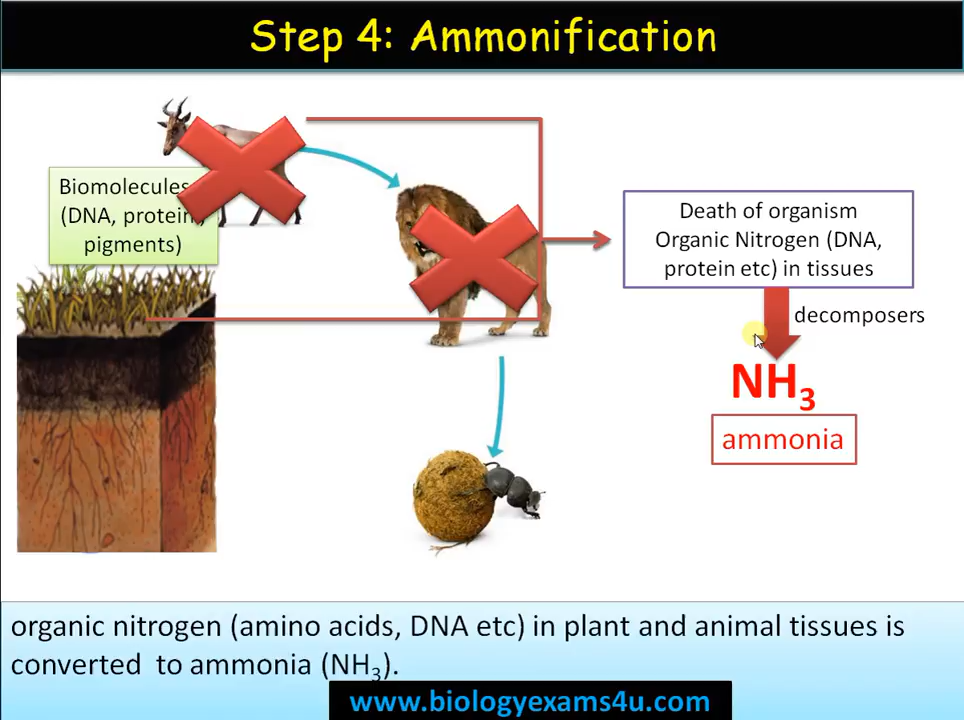 Step 4: Ammonification
Biomolecules
(DNA, protein,
pigments)
Death of organism
Organic Nitrogen (DNA,
protein etc) in tissues
decomposers
NH₃
ammonia
organic nitrogen (amino acids, DNA etc) in plant and animal tissues is
converted to ammonia (NH₃).
www.biologyexams4u.com